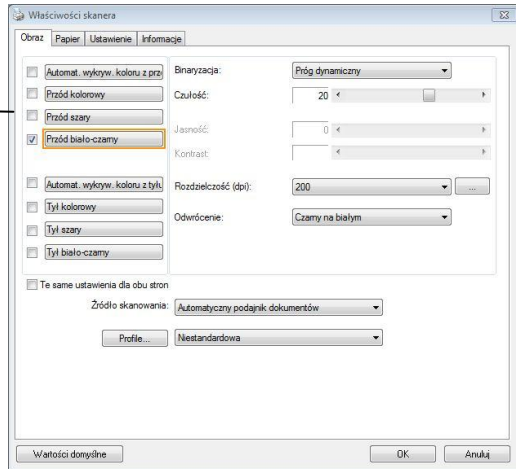 Właściwości skanera
Obraz Papier Ustawienie Informacje
Automat. wykryw. koloru z prze
Przód kolorowy
Przód szary
Przód biało-czarny
Automat. wykryw. koloru z tyłu
Tył kolorowy
Tył szary
Tył biało-czarny
Binaryzacja: Próg dynamiczny
Czułość: 20
Jasność: 0
Kontrast:
Rozdzielczość (dpi): 200 ...
Odwrócenie: Czarny na białym
Te same ustawienia dla obu stron
Źródło skanowania: Automatyczny podajnik dokumentów
Profile... Niestandardowa
Wartości domyślne OK Anuluj